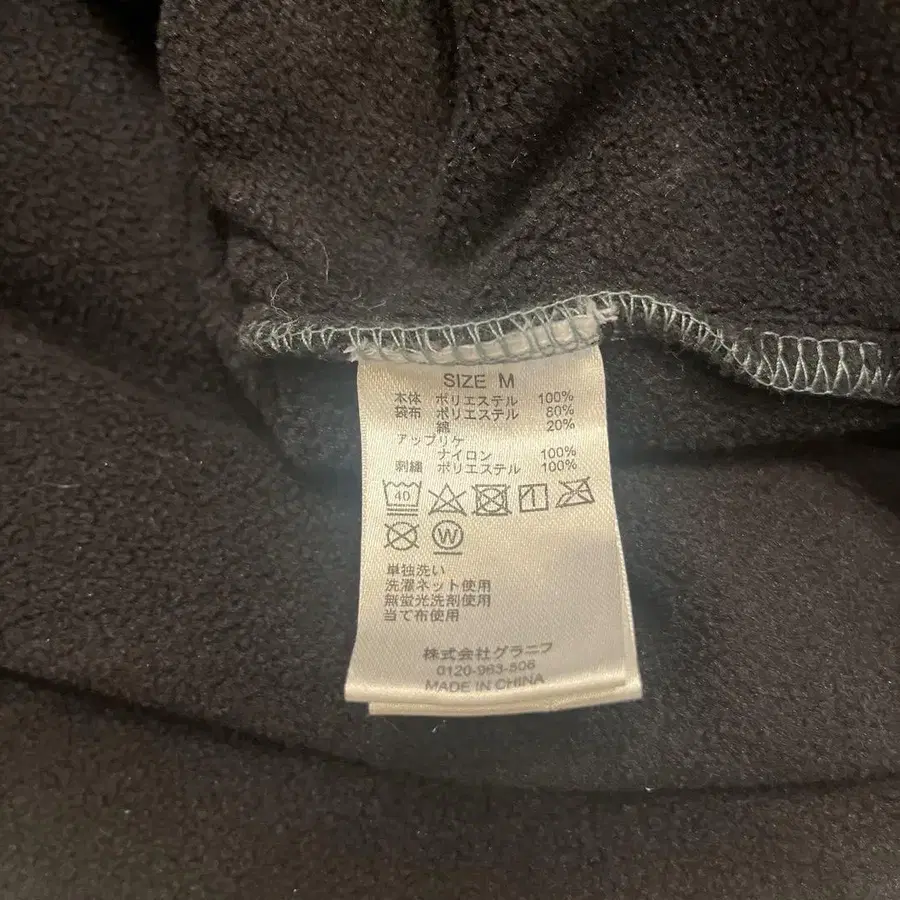 SIZE M
本体 ポリエステル 100%
袋布 ポリエステル 80%
綿 20%
アップリケ
ナイロン 100%
刺繍 ポリエステル 100%
40
W
単独洗い
洗濯ネット使用
無蛍光洗剤使用
当て布使用
株式会社グラニフ
0120-963-506
MADE IN CHINA